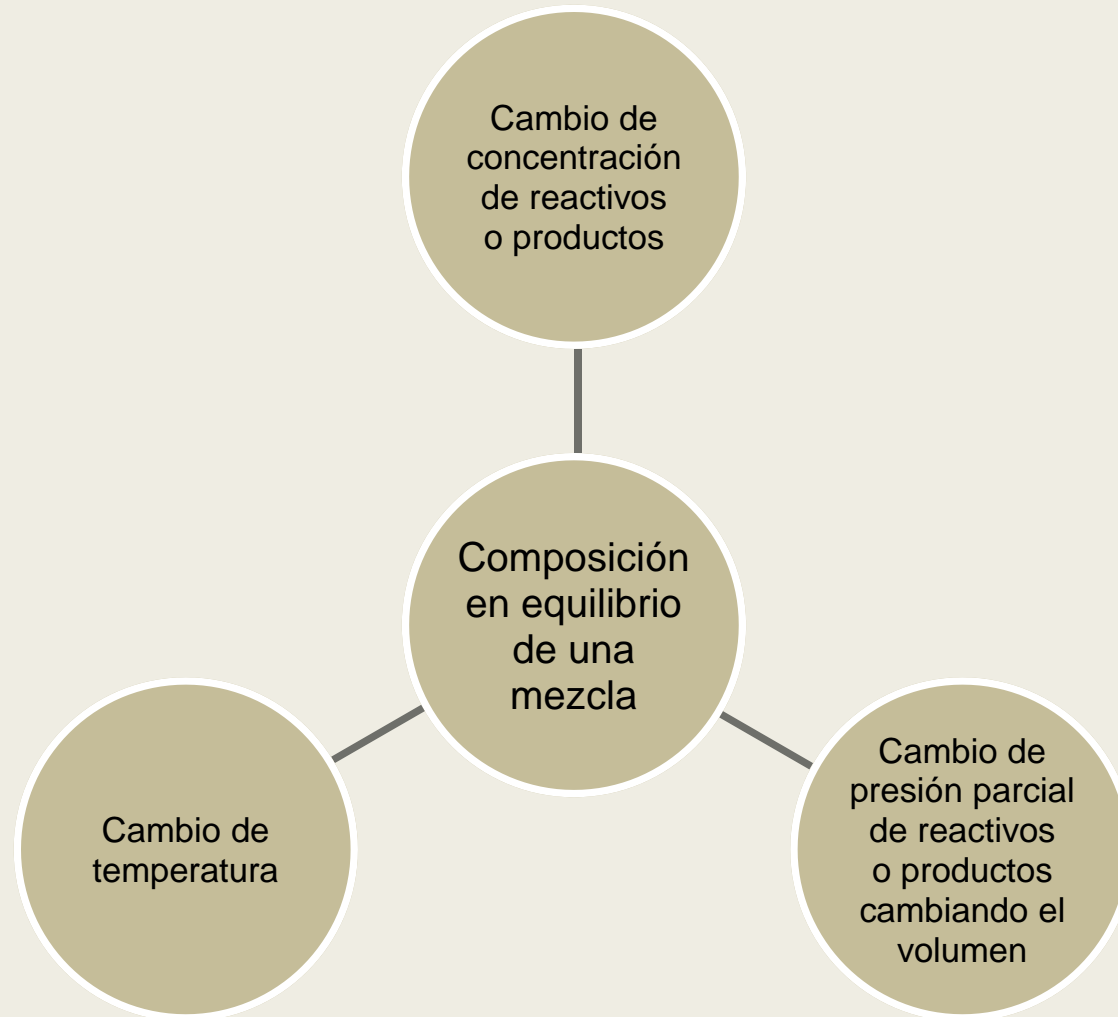 Cambio de
concentración
de reactivos
o productos
Composición
en equilibrio
de una
mezcla
Cambio de
temperatura
Cambio de
presión parcial
de reactivos
o productos
cambiando el
volumen